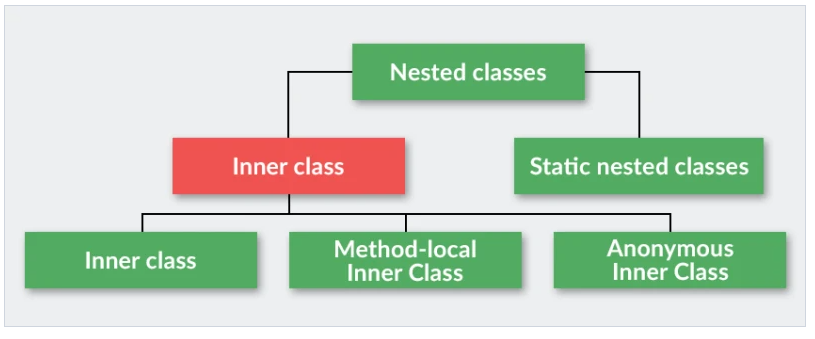 Nested classes
Inner class
Static nested classes
Inner class
Method-local
Inner Class
Anonymous
Inner Class